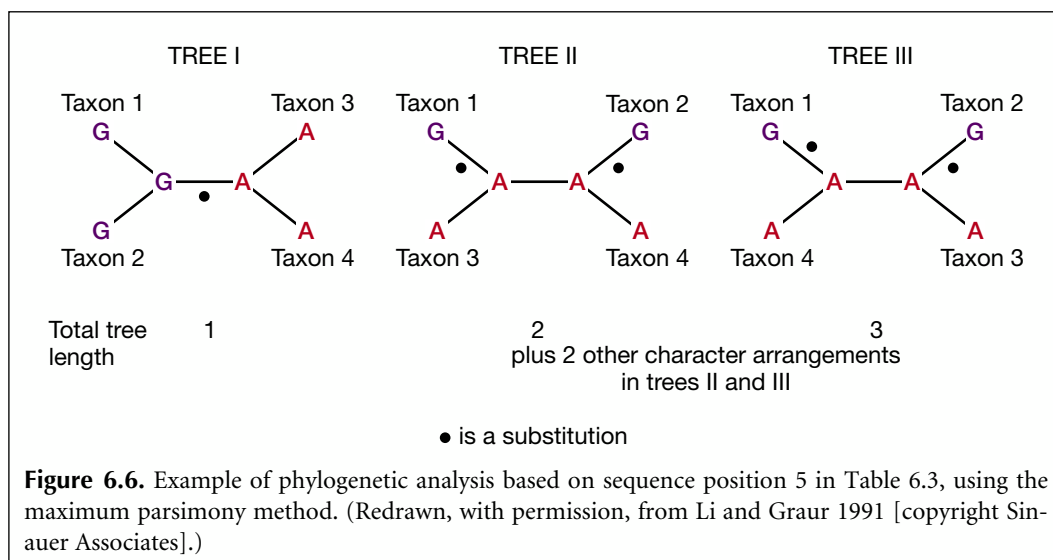 TREE I TREE II TREE III
Taxon 1 Taxon 3 Taxon 1 Taxon 2 Taxon 1 Taxon 2
G A G G G G
G A A A A A
G A A A A A
Taxon 2 Taxon 4 Taxon 3 Taxon 4 Taxon 4 Taxon 3
Total tree 1 2 3
length plus 2 other character arrangements
in trees II and III
• is a substitution
Figure 6.6. Example of phylogenetic analysis based on sequence position 5 in Table 6.3, using the
maximum parsimony method. (Redrawn, with permission, from Li and Graur 1991 [copyright Sin-
auer Associates].)